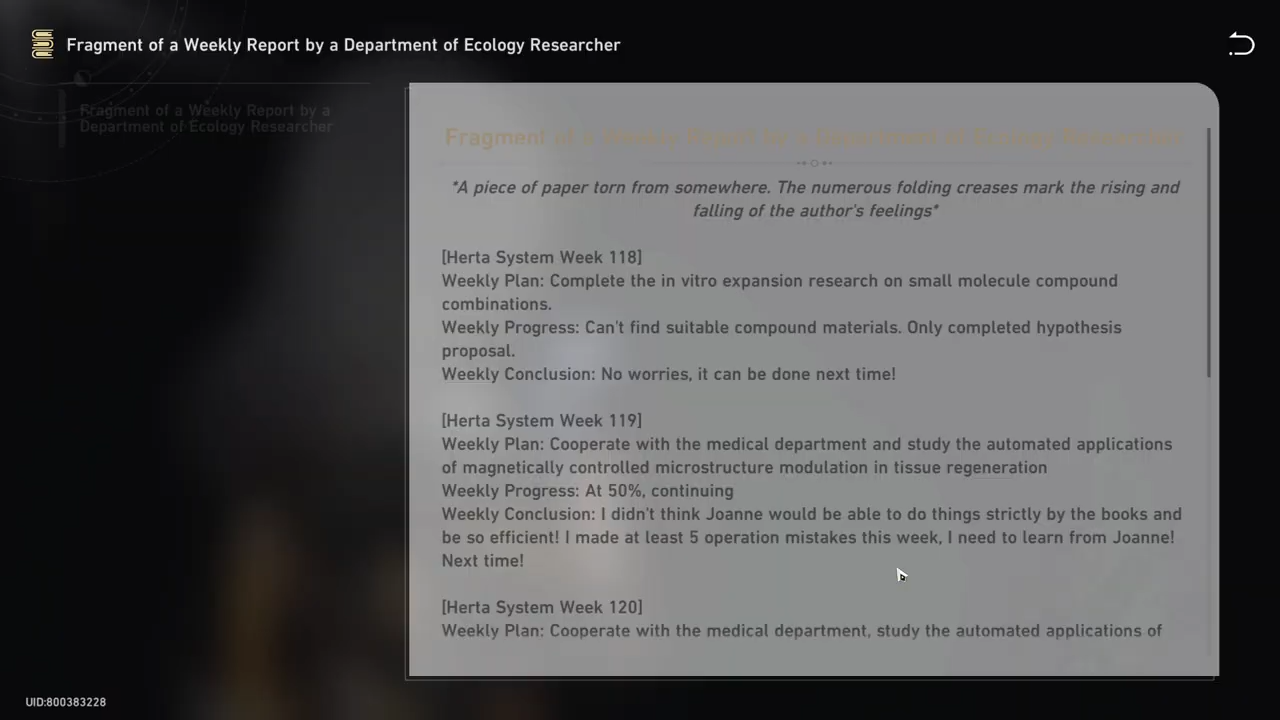 Fragment of a Weekly Report by a Department of Ecology Researcher
Fragment of a Weekly Report by a
Department of Ecology Researcher
Fragment of a Weekly Report by a Department of Ecology Researcher
*A piece of paper torn from somewhere. The numerous folding creases mark the rising and
falling of the author's feelings*
[Herta System Week 118]
Weekly Plan: Complete the in vitro expansion research on small molecule compound
combinations.
Weekly Progress: Can't find suitable compound materials. Only completed hypothesis
proposal.
Weekly Conclusion: No worries, it can be done next time!
[Herta System Week 119]
Weekly Plan: Cooperate with the medical department and study the automated applications
of magnetically controlled microstructure modulation in tissue regeneration
Weekly Progress: At 50%, continuing
Weekly Conclusion: I didn't think Joanne would be able to do things strictly by the books and
be so efficient! I made at least 5 operation mistakes this week, I need to learn from Joanne!
Next time!
[Herta System Week 120]
Weekly Plan: Cooperate with the medical department, study the automated applications of
UID:800383228